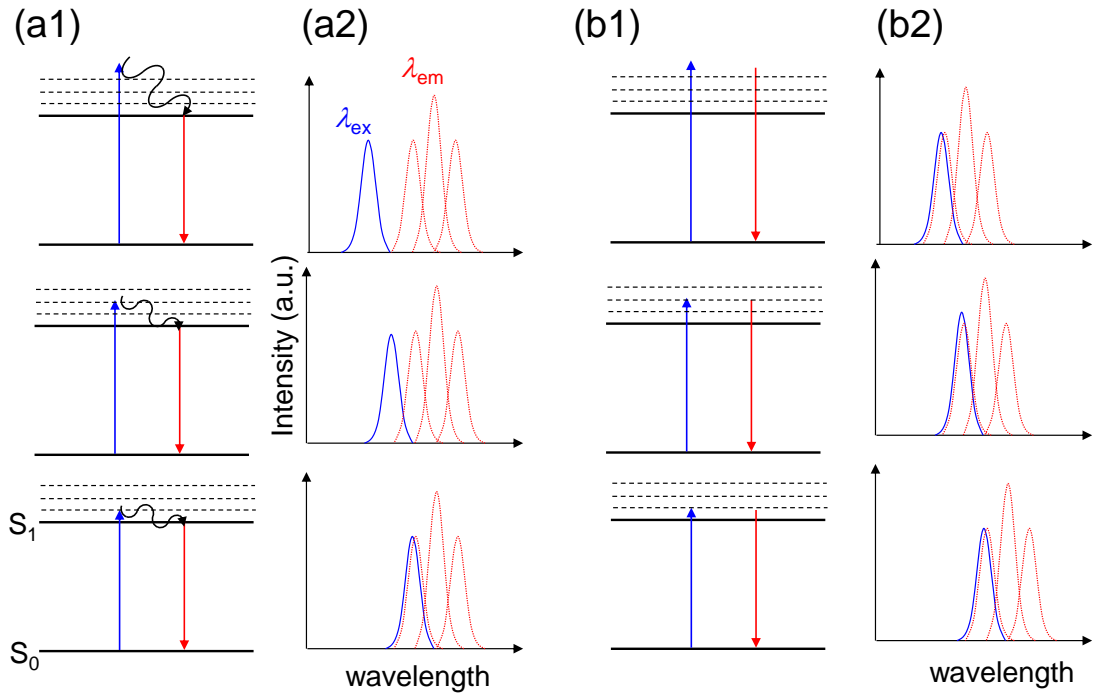 (a1)
(a2)
(b1)
(b2)
λem
λex
Intensity (a.u.)
S1
S0
wavelength
wavelength